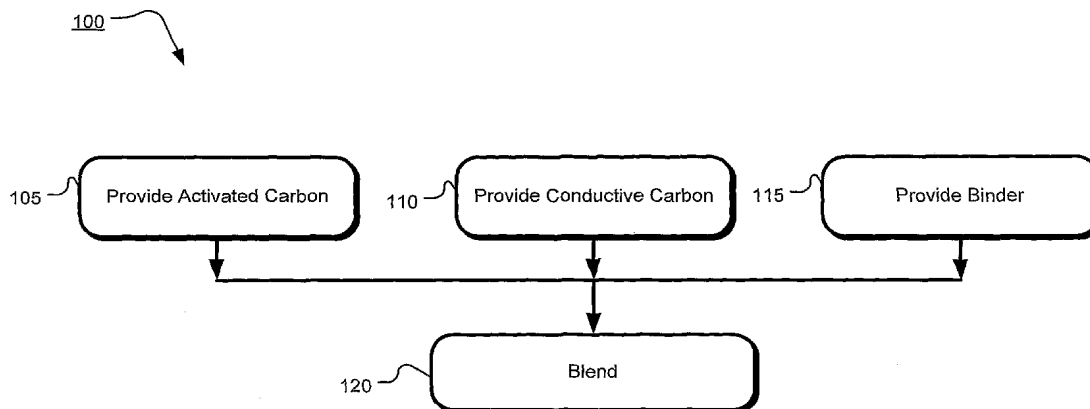 100
105
Provide Activated Carbon
110
Provide Conductive Carbon
115
Provide Binder
120
Blend